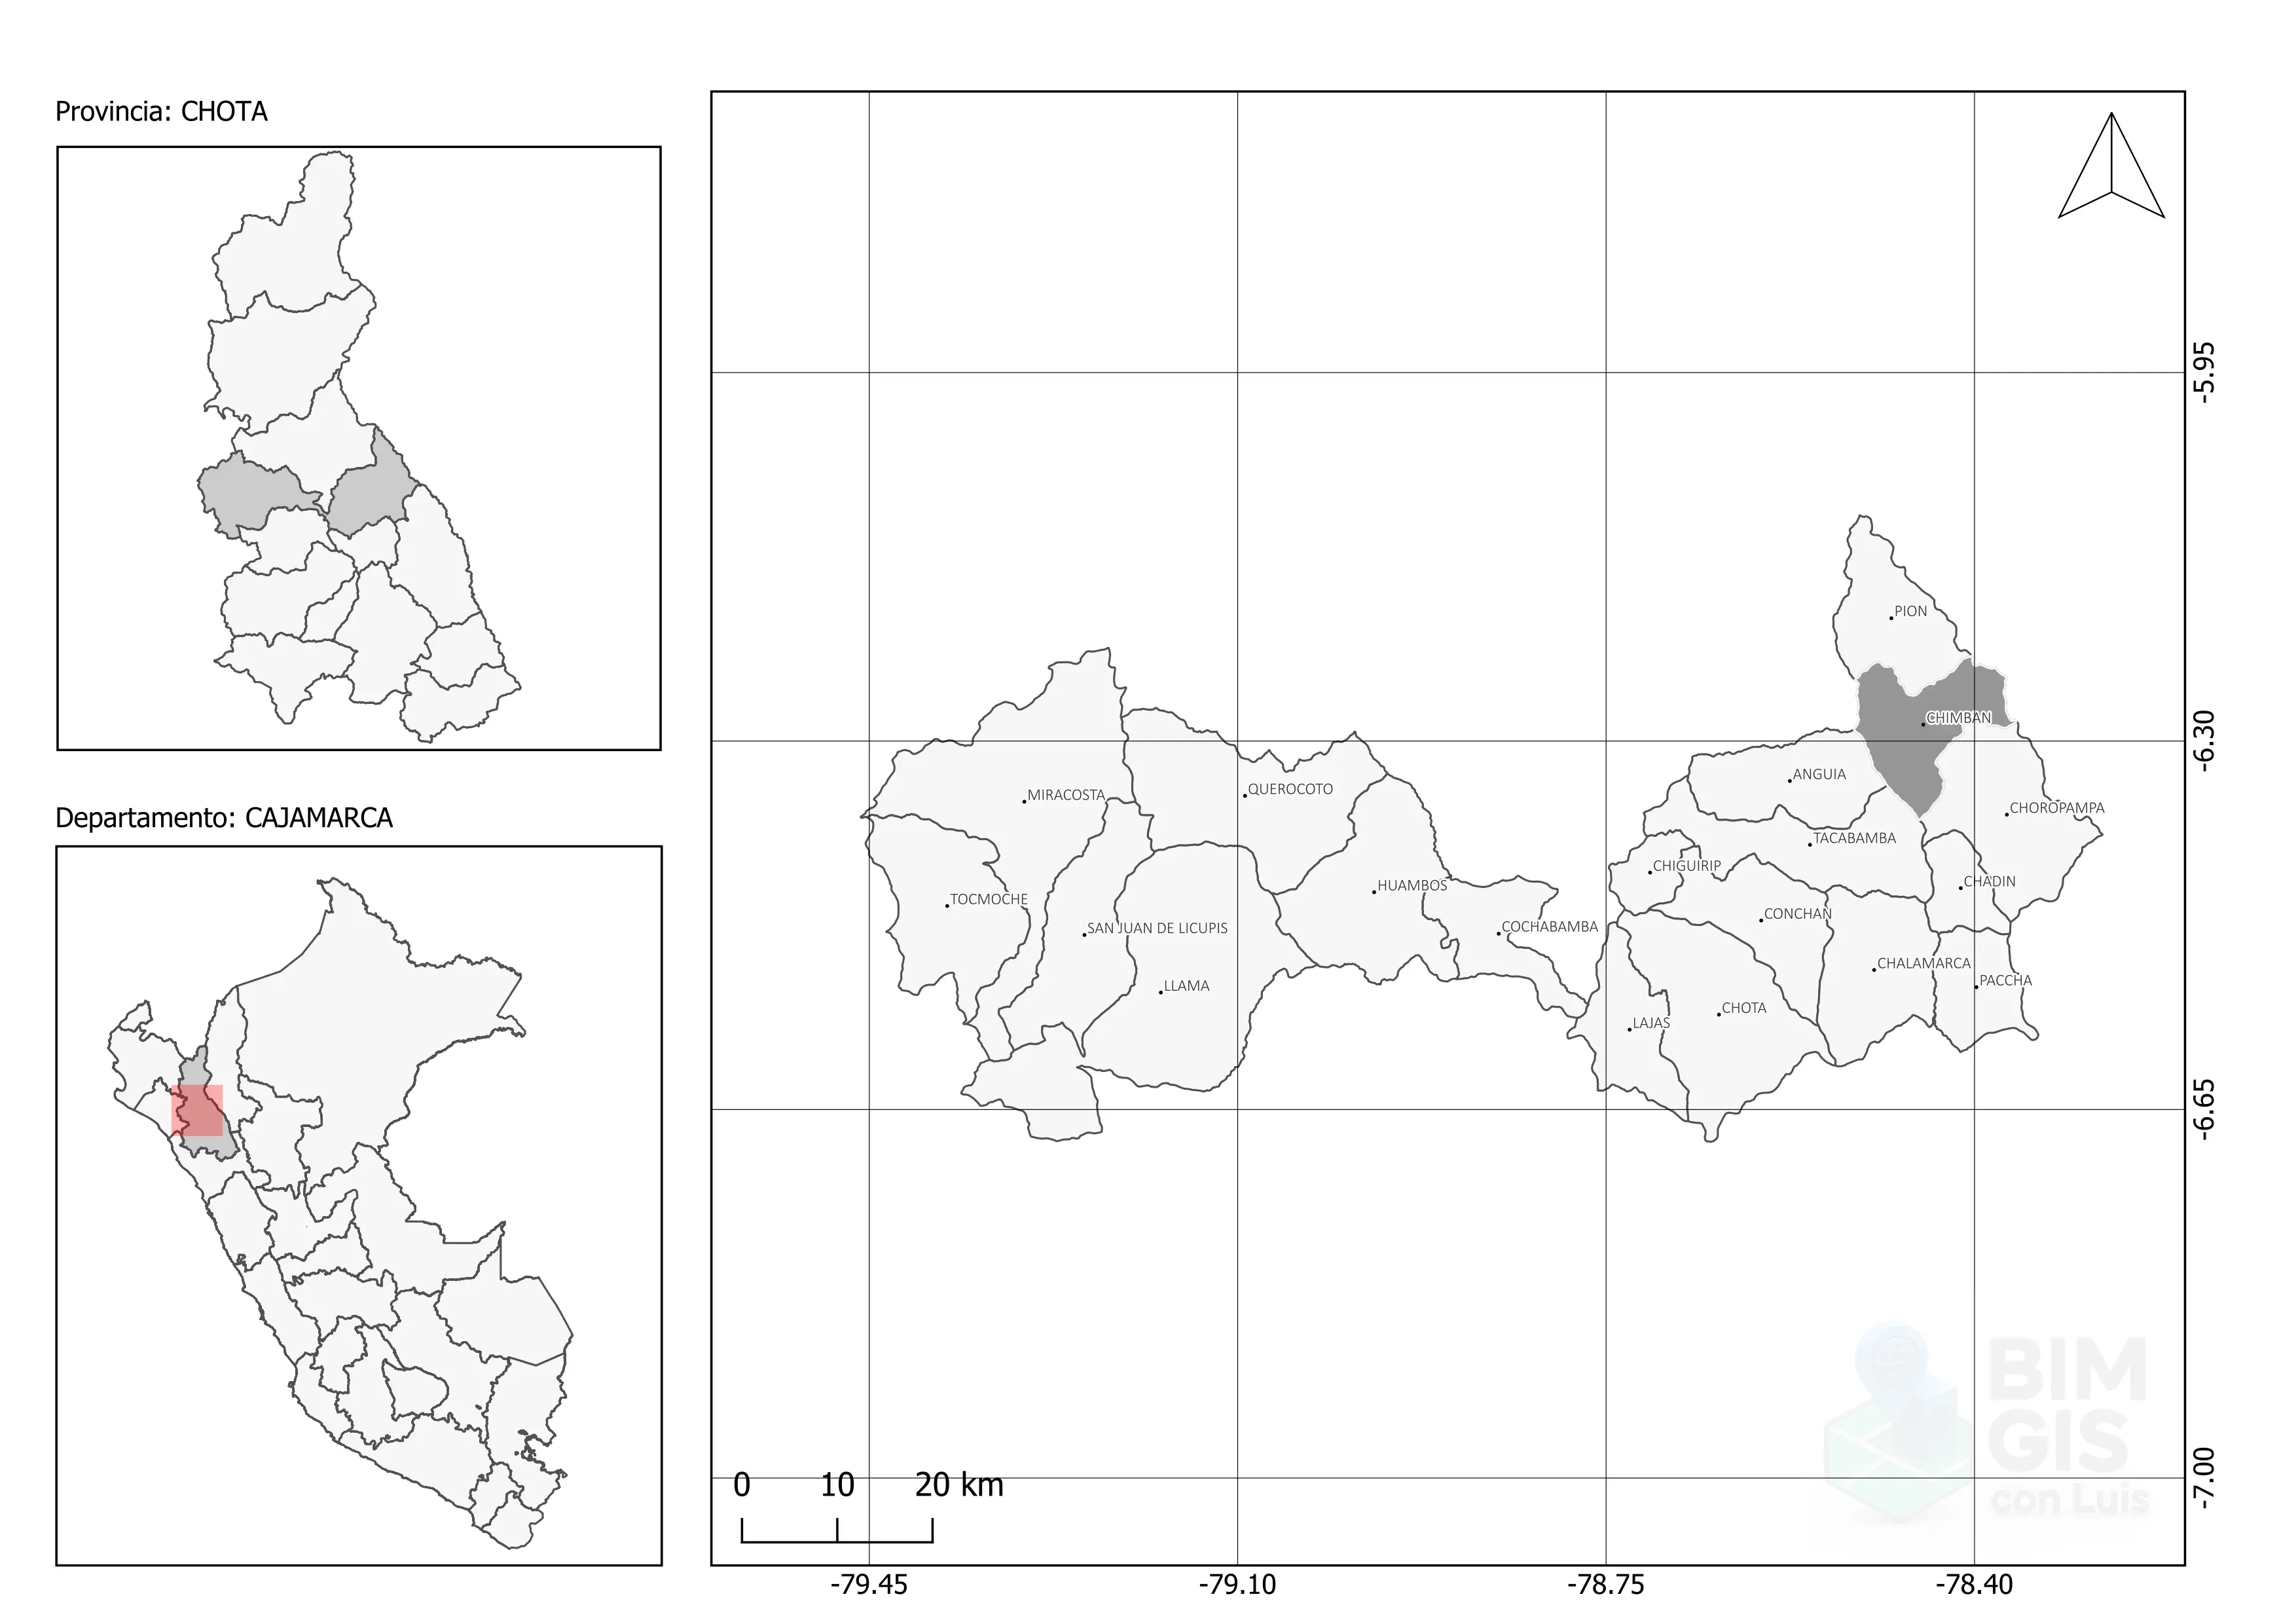 Provincia: CHOTA
Departamento: CAJAMARCA
PION
CHIMBAN
ANGUIA
MIRACOSTA
QUEROCOTO
CHOROPAMPA
TACABAMBA
CHIGUIRIP
HUAMBOS
CHADIN
TOCMOCHE
CONCHAN
SAN JUAN DE LICUPIS
COCHABAMBA
CHALAMARCA
LLAMA
PACCHA
CHOTA
LAJAS
-5.95
-6.30
-6.65
-7.00
0 10 20 km
-79.45 -79.10 -78.75 -78.40
BIM
GIS
con Luis